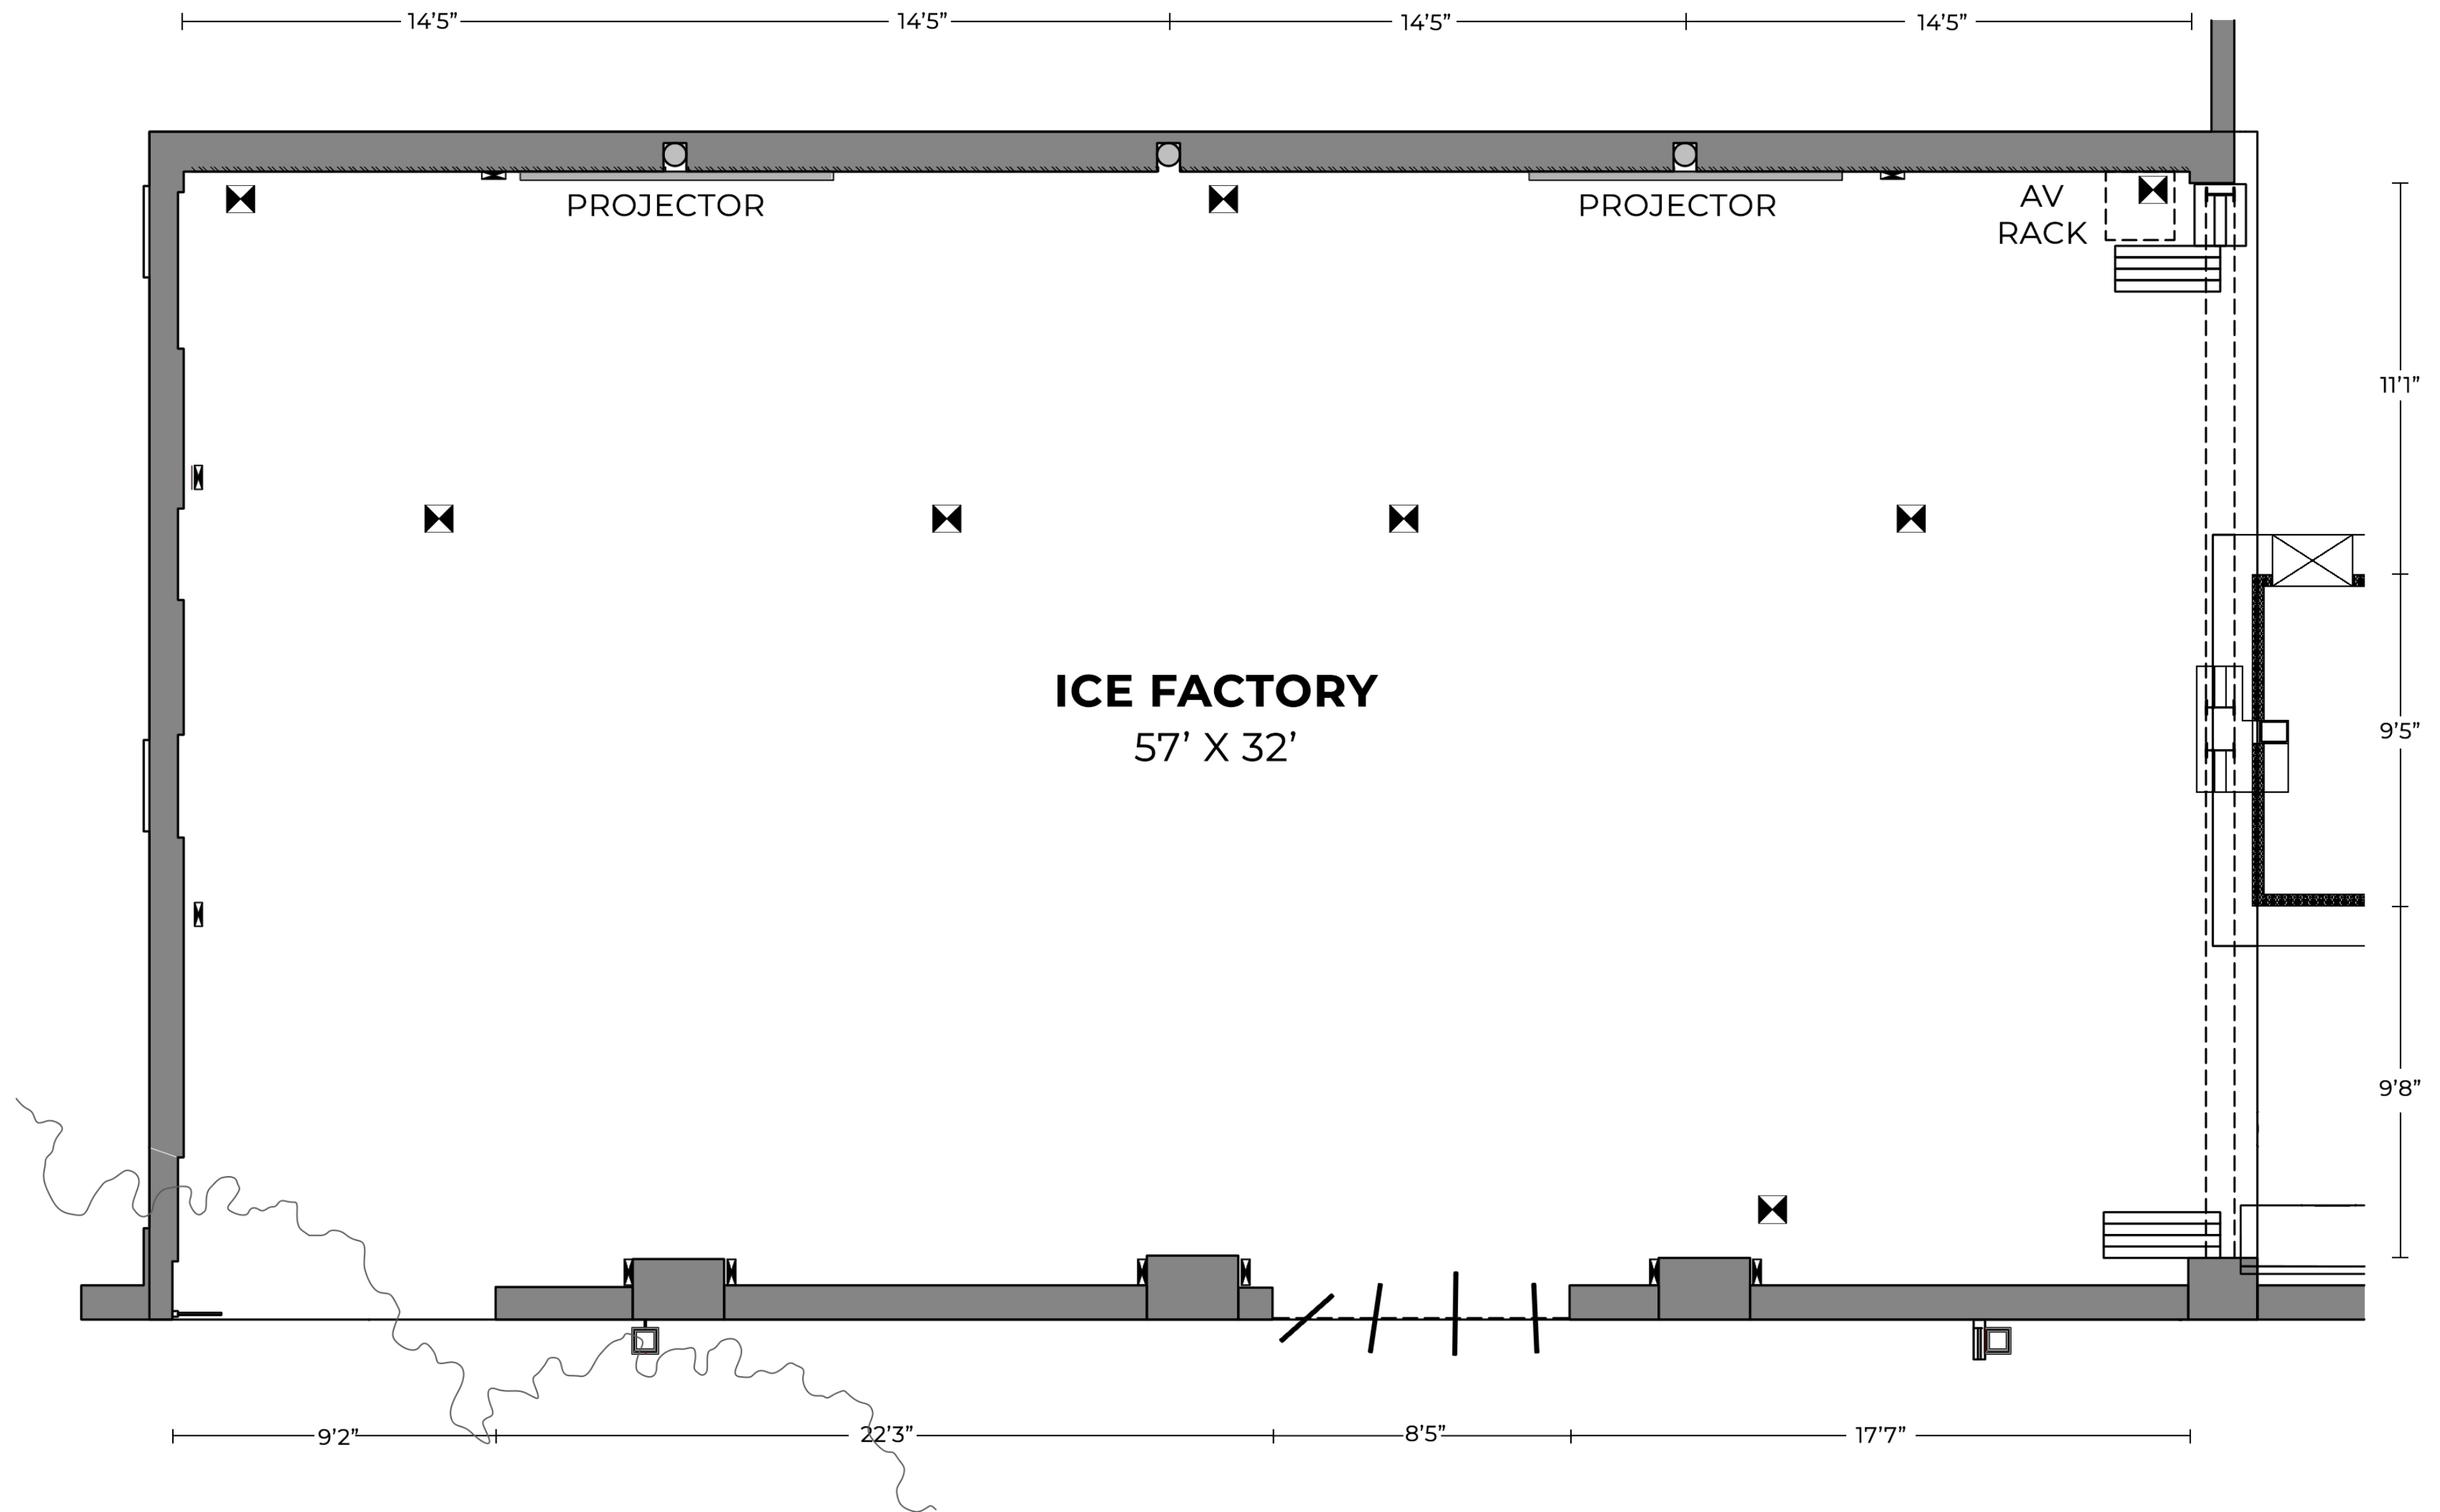 14’5” 14’5” 14’5” 14’5”
PROJECTOR
PROJECTOR
AV
RACK
11’1”
ICE FACTORY
57’ X 32’
9’5”
9’8”
9’2” 22’3” 8’5” 17’7”